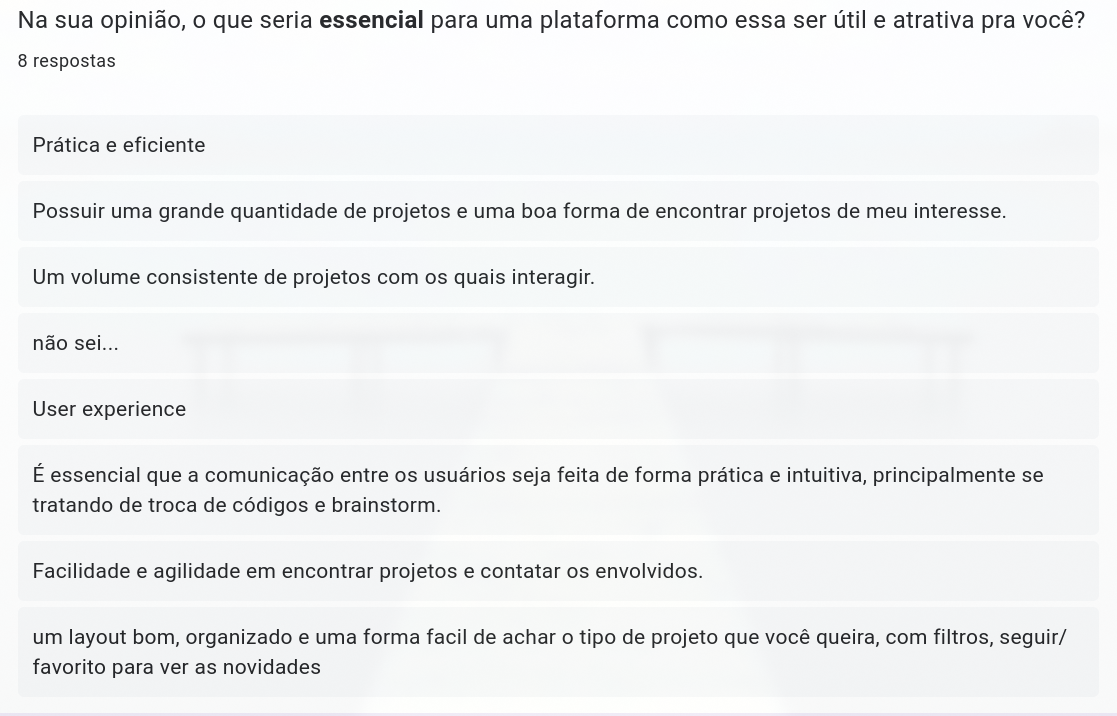 Na sua opinião, o que seria essencial para uma plataforma como essa ser útil e atrativa pra você?
8 respostas
Prática e eficiente
Possuir uma grande quantidade de projetos e uma boa forma de encontrar projetos de meu interesse.
Um volume consistente de projetos com os quais interagir.
não sei...
User experience
É essencial que a comunicação entre os usuários seja feita de forma prática e intuitiva, principalmente se
tratando de troca de códigos e brainstorm.
Facilidade e agilidade em encontrar projetos e contatar os envolvidos.
um layout bom, organizado e uma forma facil de achar o tipo de projeto que você queira, com filtros, seguir/
favorito para ver as novidades